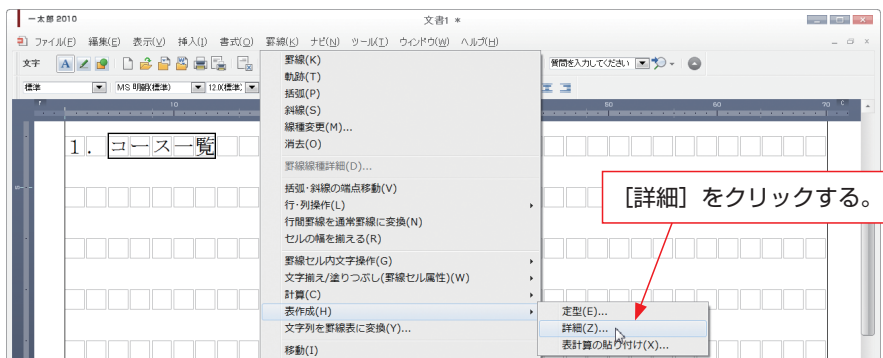 一太郎 2010
文書1 *
ファイル(F) 編集(E) 表示(V) 挿入(I) 書式(O) 罫線(K) ナビ(N) ツール(T) ウィンドウ(W) ヘルプ(H)
文字
質問を入力してください
標準 MS 明朝(標準) 12.0(標準)
10 50 60 70
1. コース一覧
罫線(K)
軌跡(T)
括弧(P)
斜線(S)
線種変更(M)...
消去(O)
罫線線種詳細(D)...
括弧・斜線の端点移動(V)
行・列操作(L)
行間罫線を通常罫線に変換(N)
セルの幅を揃える(R)
罫線セル内文字操作(G)
文字揃え/塗りつぶし(罫線セル属性)(W)
計算(C)
表作成(H)
文字列を罫線表に変換(Y)...
移動(I)
定型(E)...
詳細(Z)...
表計算の貼り付け(X)...
［詳細］をクリックする。
5